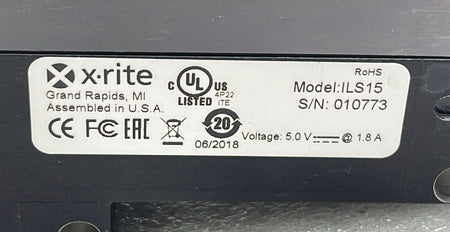 x·rite
Grand Rapids, MI
Assembled in U.S.A.
C UL US
LISTED
4P22
ITE
RoHS
Model:ILS15
S/N: 010773
CE FC EAC
20
06/2018
Voltage: 5.0 V @ 1.8 A